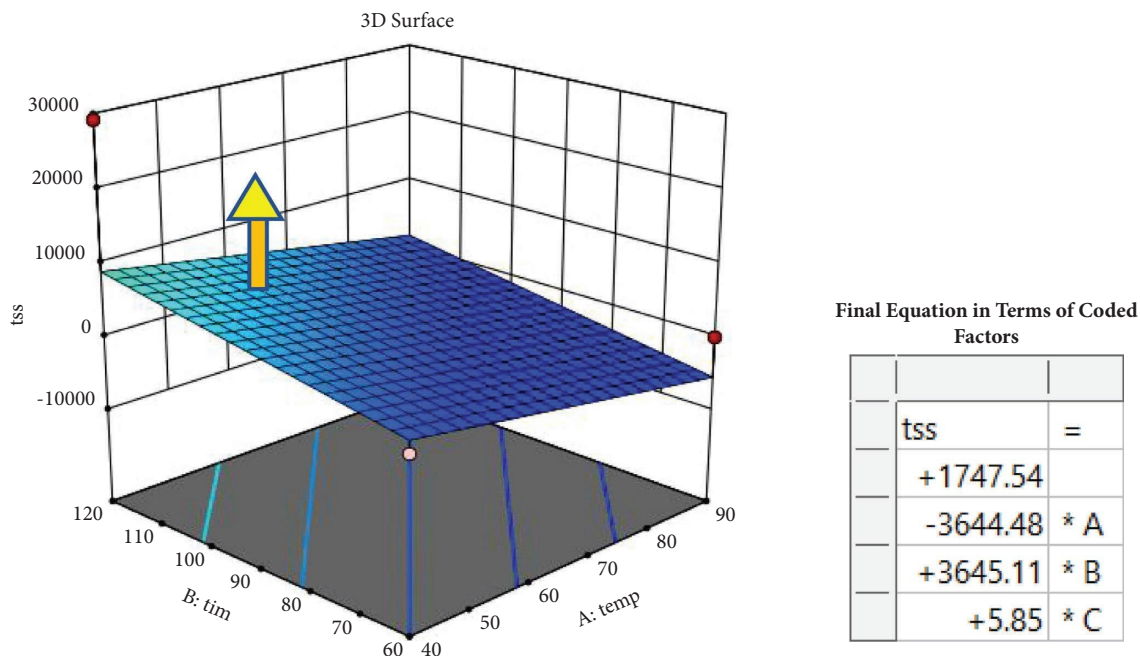 3D Surface
30000
20000
10000
0
-10000
tss
120
110
100
90
80
70
60
B: tim
40
50
60
70
80
90
A: temp
Final Equation in Terms of Coded
Factors
tss =
+1747.54
-3644.48 * A
+3645.11 * B
+5.85 * C